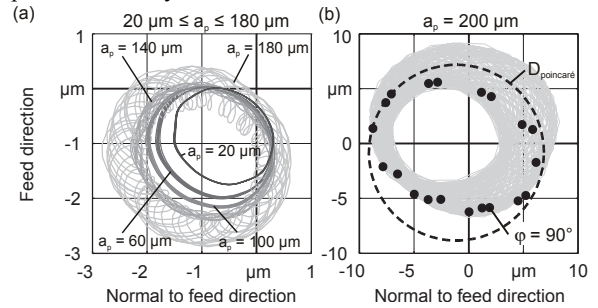 (a)
20 µm ≤ aₚ ≤ 180 µm
(b)
aₚ = 200 µm
1
aₚ = 140 µm
aₚ = 180 µm
µm
-1
-2
-3
aₚ = 20 µm
aₚ = 60 µm
aₚ = 100 µm
-3
-2
-1
µm
1
Feed direction
Normal to feed direction
10
µm
0
-5
-10
D_poincaré
φ = 90°
-10
-5
0
µm
10
Normal to feed direction